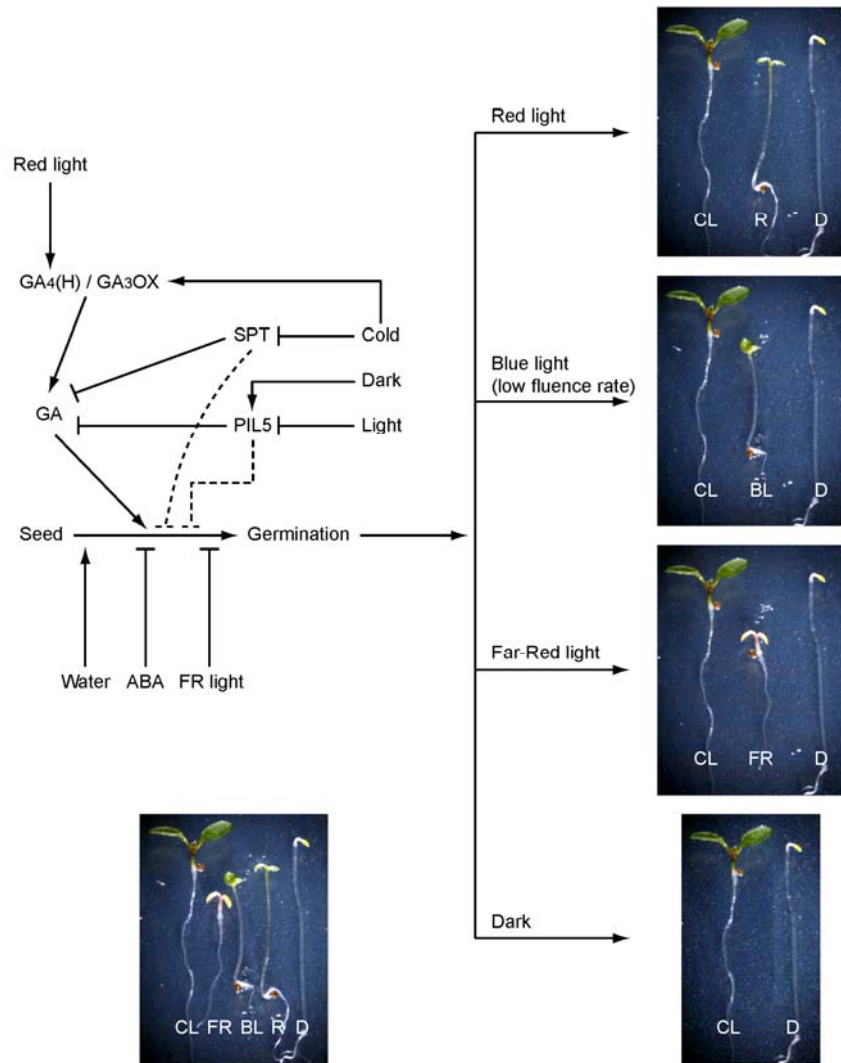 Red light
GA4(H) / GA3OX
SPT
Cold
Dark
GA
PIL5
Light
Seed
Germination
Water
ABA
FR light
Red light
CL
R
D
Blue light
(low fluence rate)
CL
BL
D
Far-Red light
CL
FR
D
Dark
CL
D
CL
FR
BL
R
D